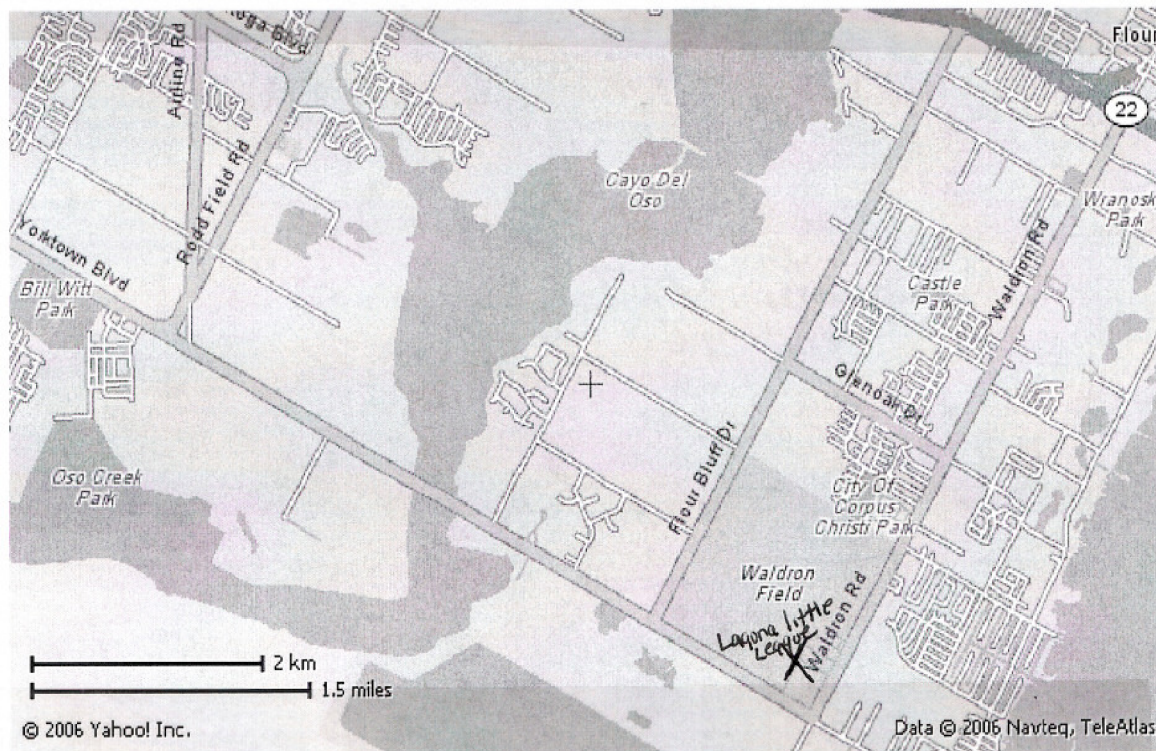 Flour
oga Blvd
Airline Rd
22
Rodd Field Rd
Cayo Del
Oso
Wranosk
Park
Yorktown Blvd
Waldron Rd
Bill Witt
Park
Castle
Park
Glenoak Dr
Flour Bluff Dr
Oso Creek
Park
City Of
Corpus
Christi Park
Waldron
Field
Laguna little
League
X
Waldron Rd
2 km
1.5 miles
© 2006 Yahoo! Inc.
Data © 2006 Navteq, TeleAtlas